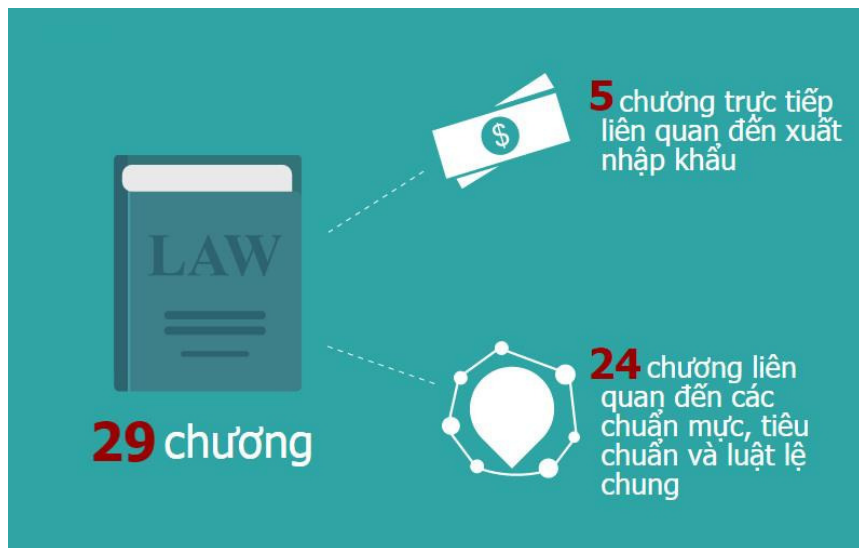 LAW
29 chương
5 chương trực tiếp
liên quan đến xuất
nhập khẩu
24 chương liên
quan đến các
chuẩn mực, tiêu
chuẩn và luật lệ
chung
$